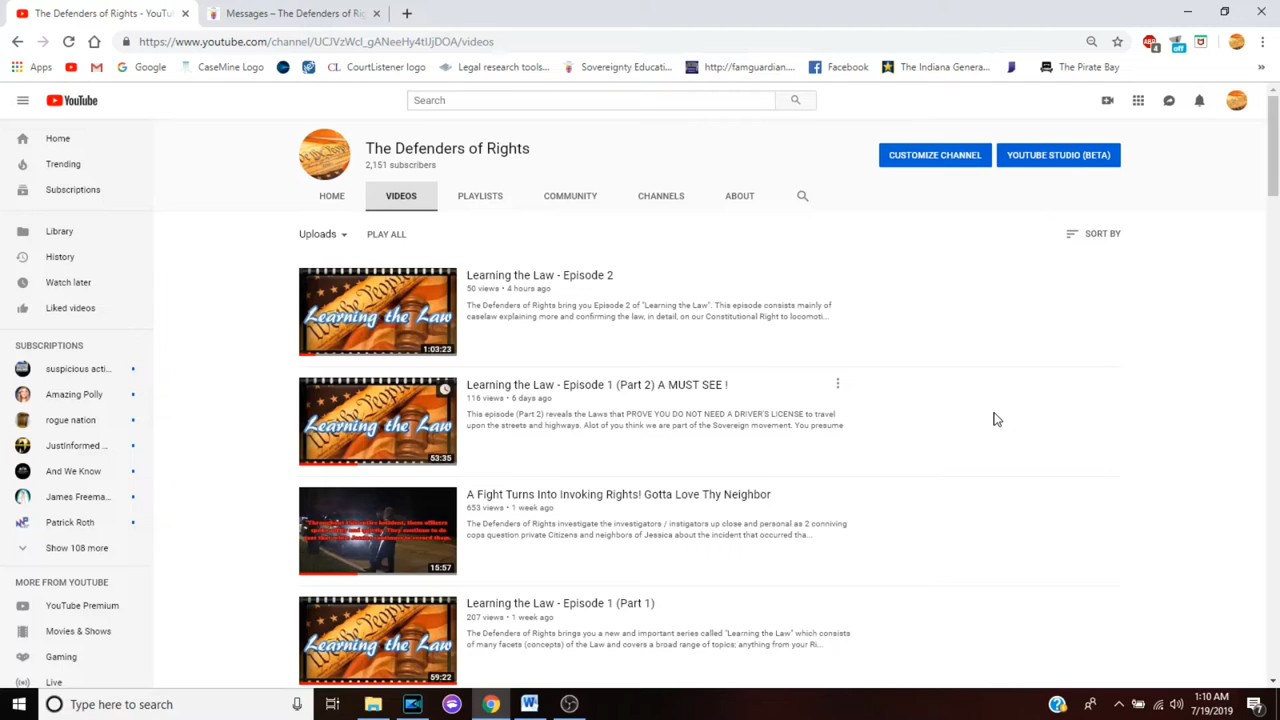 The Defenders of Rights - YouTu
Messages – The Defenders of Ri
https://www.youtube.com/channel/UCJVzWcl_gANeeHy4tUjDOA/videos
4
off
Apps
Google
CaseMine Logo
CL CourtListener logo
Legal research tools...
Sovereignty Educati...
http://famguardian....
Facebook
The Indiana Genera...
The Pirate Bay
»
YouTube
Search
Home
Trending
Subscriptions
Library
History
Watch later
Liked videos
SUBSCRIPTIONS
suspicious acti...
Amazing Polly
rogue nation
JustInformed ...
And We Know
James Freema...
Patrick Roth
Show 108 more
MORE FROM YOUTUBE
YouTube Premium
Movies & Shows
Gaming
Live
The Defenders of Rights
2,151 subscribers
CUSTOMIZE CHANNEL
YOUTUBE STUDIO (BETA)
HOME
VIDEOS
PLAYLISTS
COMMUNITY
CHANNELS
ABOUT
Uploads
PLAY ALL
SORT BY
We the People
Learning the Law
1:03:23
Learning the Law - Episode 2
50 views • 4 hours ago
The Defenders of Rights bring you Episode 2 of "Learning the Law". This episode consists mainly of
caselaw explaining more and confirming the law, in detail, on our Constitutional Right to locomoti...
We the People
Learning the Law
53:35
Learning the Law - Episode 1 (Part 2) A MUST SEE !
116 views • 6 days ago
This episode (Part 2) reveals the Laws that PROVE YOU DO NOT NEED A DRIVER'S LICENSE to travel
upon the streets and highways. Alot of you think we are part of the Sovereign movement. You presume
15:57
A Fight Turns Into Invoking Rights! Gotta Love Thy Neighbor
653 views • 1 week ago
The Defenders of Rights investigate the investigators / instigators up close and personal as 2 conniving
cops question private Citizens and neighbors of Jessica about the incident that occurred tha...
We the People
Learning the Law
59:22
Learning the Law - Episode 1 (Part 1)
207 views • 1 week ago
The Defenders of Rights brings you a new and important series called "Learning the Law" which consists
of many facets (concepts) of the Law and covers a broad range of topics; anything from your Ri...
Type here to search
1:10 AM
7/19/2019